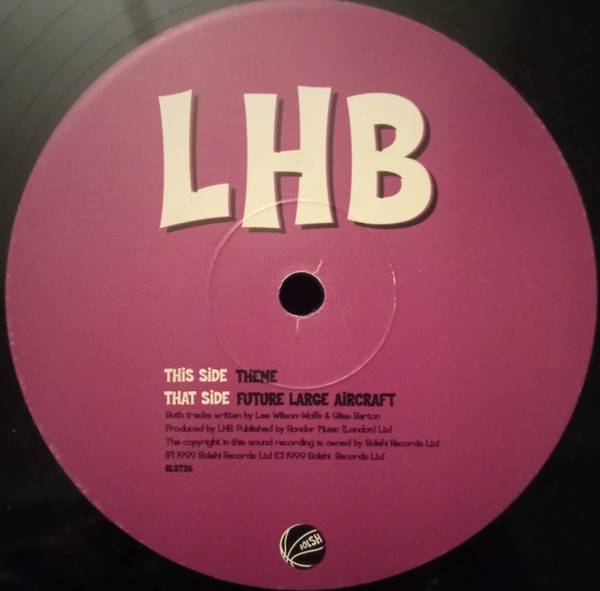 LHB
THiS SiDE THEME
THAT SiDE FUTURE LARGE AiRCRAFT
Both tracks written by Lee Wilson-Wolfe & Giles Barton
Produced by LHB. Published by Rondor Music (London) Ltd
The copyright in this sound recording is owned by Bolshi Records Ltd
(P) 1999 Bolshi Records Ltd (C) 1999 Bolshi Records Ltd
BLST26
BOLSHI